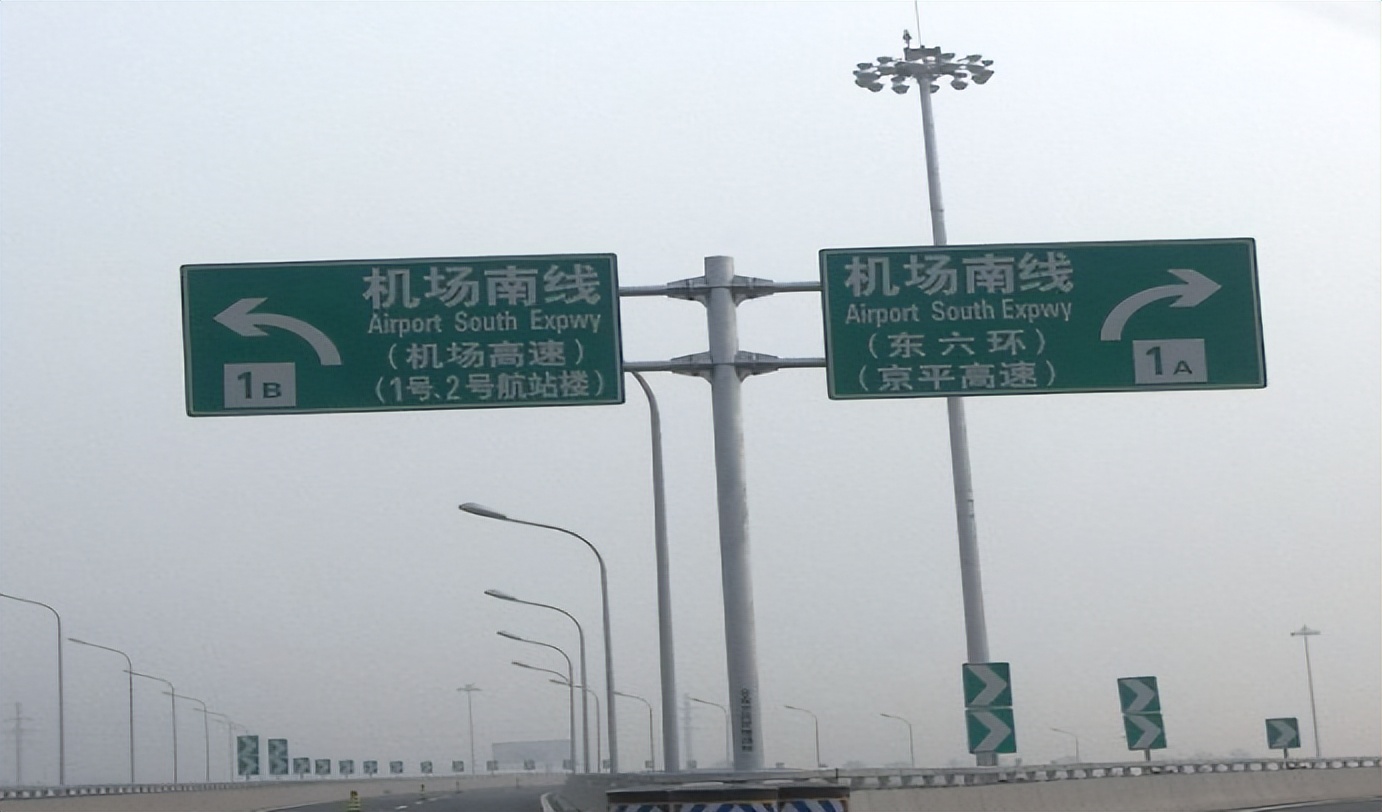 机场南线
Airport South Expwy
(机场高速)
(1号、2号航站楼)
1B
机场南线
Airport South Expwy
(东六环)
(京平高速)
1A